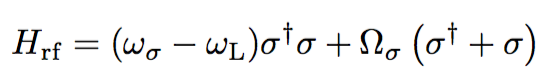 H_rf = (ω_σ − ω_L)σ†σ + Ω_σ (σ† + σ)